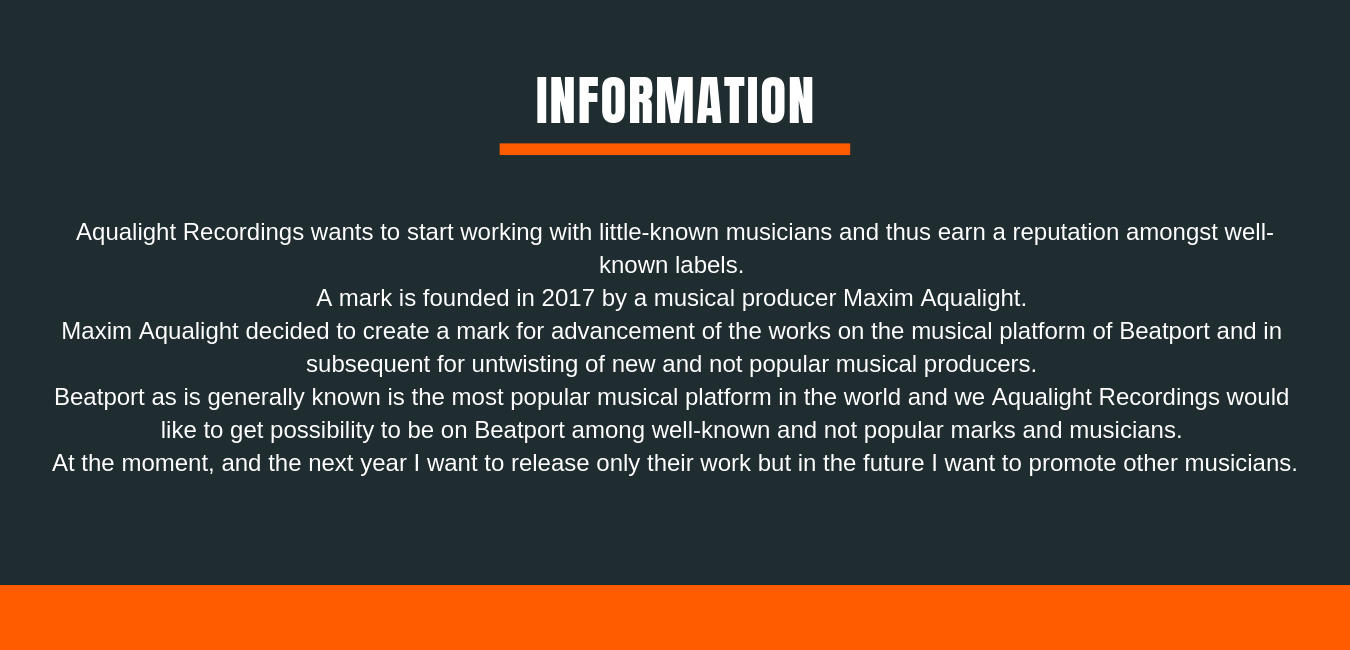 INFORMATION
Aqualight Recordings wants to start working with little-known musicians and thus earn a reputation amongst well-
known labels.
A mark is founded in 2017 by a musical producer Maxim Aqualight.
Maxim Aqualight decided to create a mark for advancement of the works on the musical platform of Beatport and in
subsequent for untwisting of new and not popular musical producers.
Beatport as is generally known is the most popular musical platform in the world and we Aqualight Recordings would
like to get possibility to be on Beatport among well-known and not popular marks and musicians.
At the moment, and the next year I want to release only their work but in the future I want to promote other musicians.